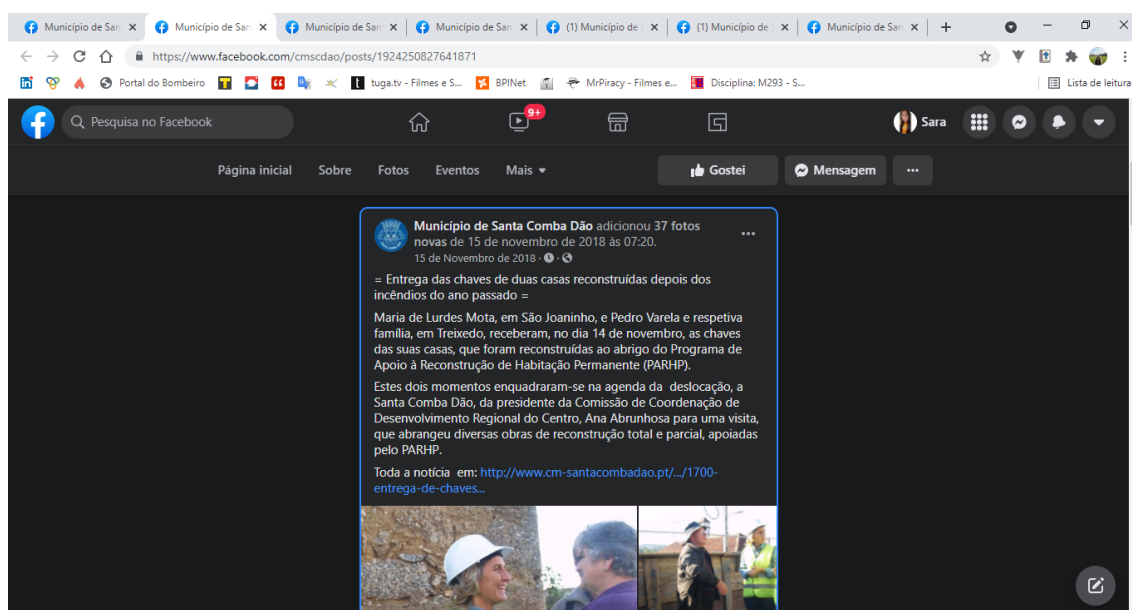 Município de San
Município de San
Município de San
Município de San
(1) Município de
(1) Município de
Município de San
https://www.facebook.com/cmscdao/posts/1924250827641871
Portal do Bombeiro
tuga.tv - Filmes e S...
BPINet
MrPiracy - Filmes e...
Disciplina: M293 - S...
Lista de leitura
Pesquisa no Facebook
9+
Sara
Página inicial Sobre Fotos Eventos Mais
Gostei
Mensagem
Município de Santa Comba Dão adicionou 37 fotos
novas de 15 de novembro de 2018 às 07:20.
15 de Novembro de 2018 ·
= Entrega das chaves de duas casas reconstruídas depois dos
incêndios do ano passado =
Maria de Lurdes Mota, em São Joaninho, e Pedro Varela e respetiva
família, em Treixedo, receberam, no dia 14 de novembro, as chaves
das suas casas, que foram reconstruídas ao abrigo do Programa de
Apoio à Reconstrução de Habitação Permanente (PARHP).
Estes dois momentos enquadraram-se na agenda da deslocação, a
Santa Comba Dão, da presidente da Comissão de Coordenação de
Desenvolvimento Regional do Centro, Ana Abrunhosa para uma visita,
que abrangeu diversas obras de reconstrução total e parcial, apoiadas
pelo PARHP.
Toda a notícia em: http://www.cm-santacombadao.pt/.../1700-
entrega-de-chaves...